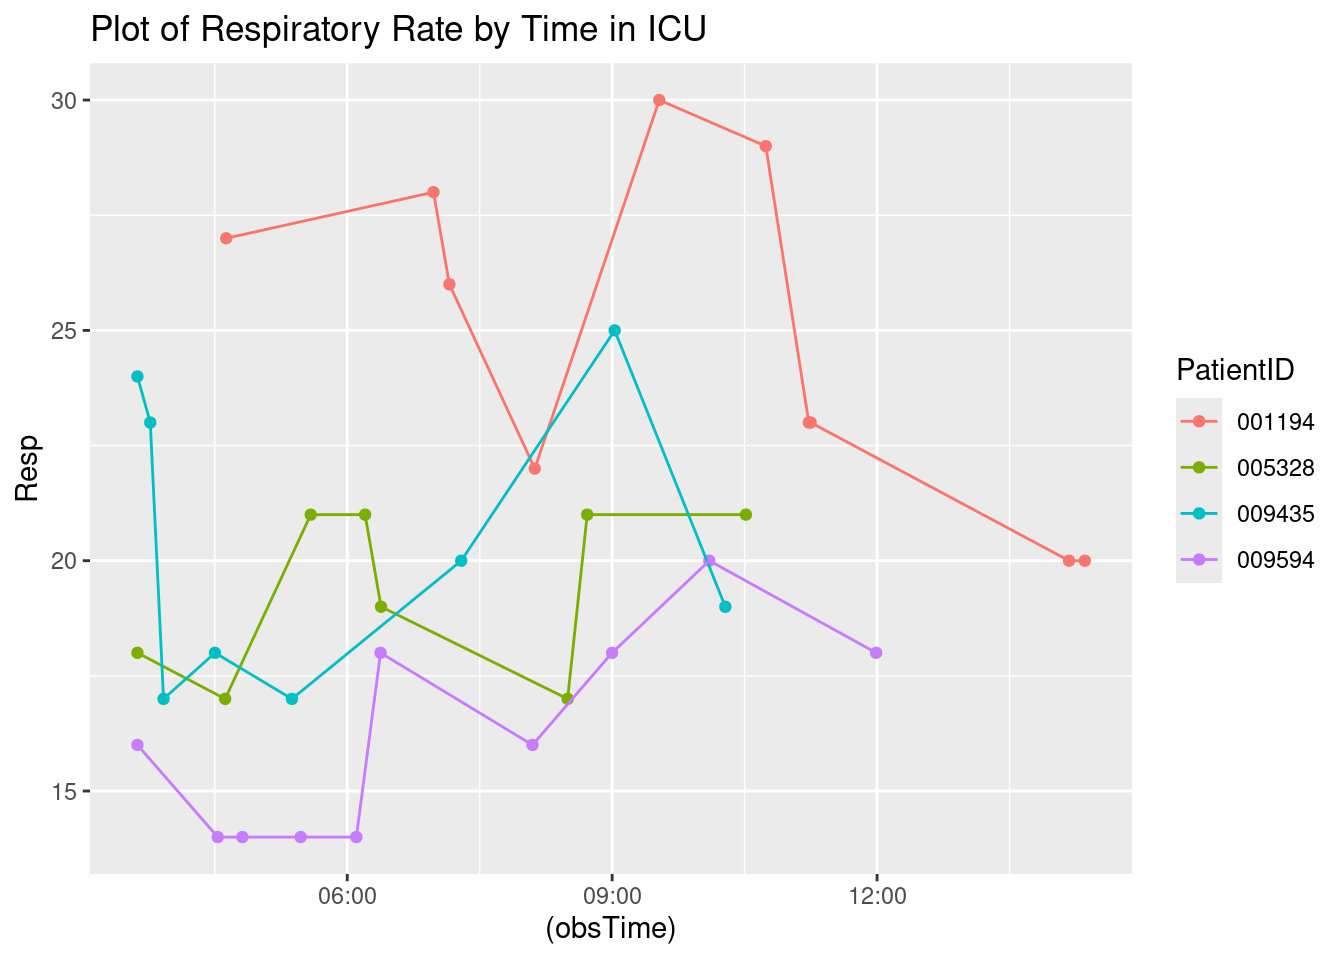 Plot of Respiratory Rate by Time in ICU
30
25
20
15
Resp
06:00
09:00
12:00
(obsTime)
PatientID
001194
005328
009435
009594